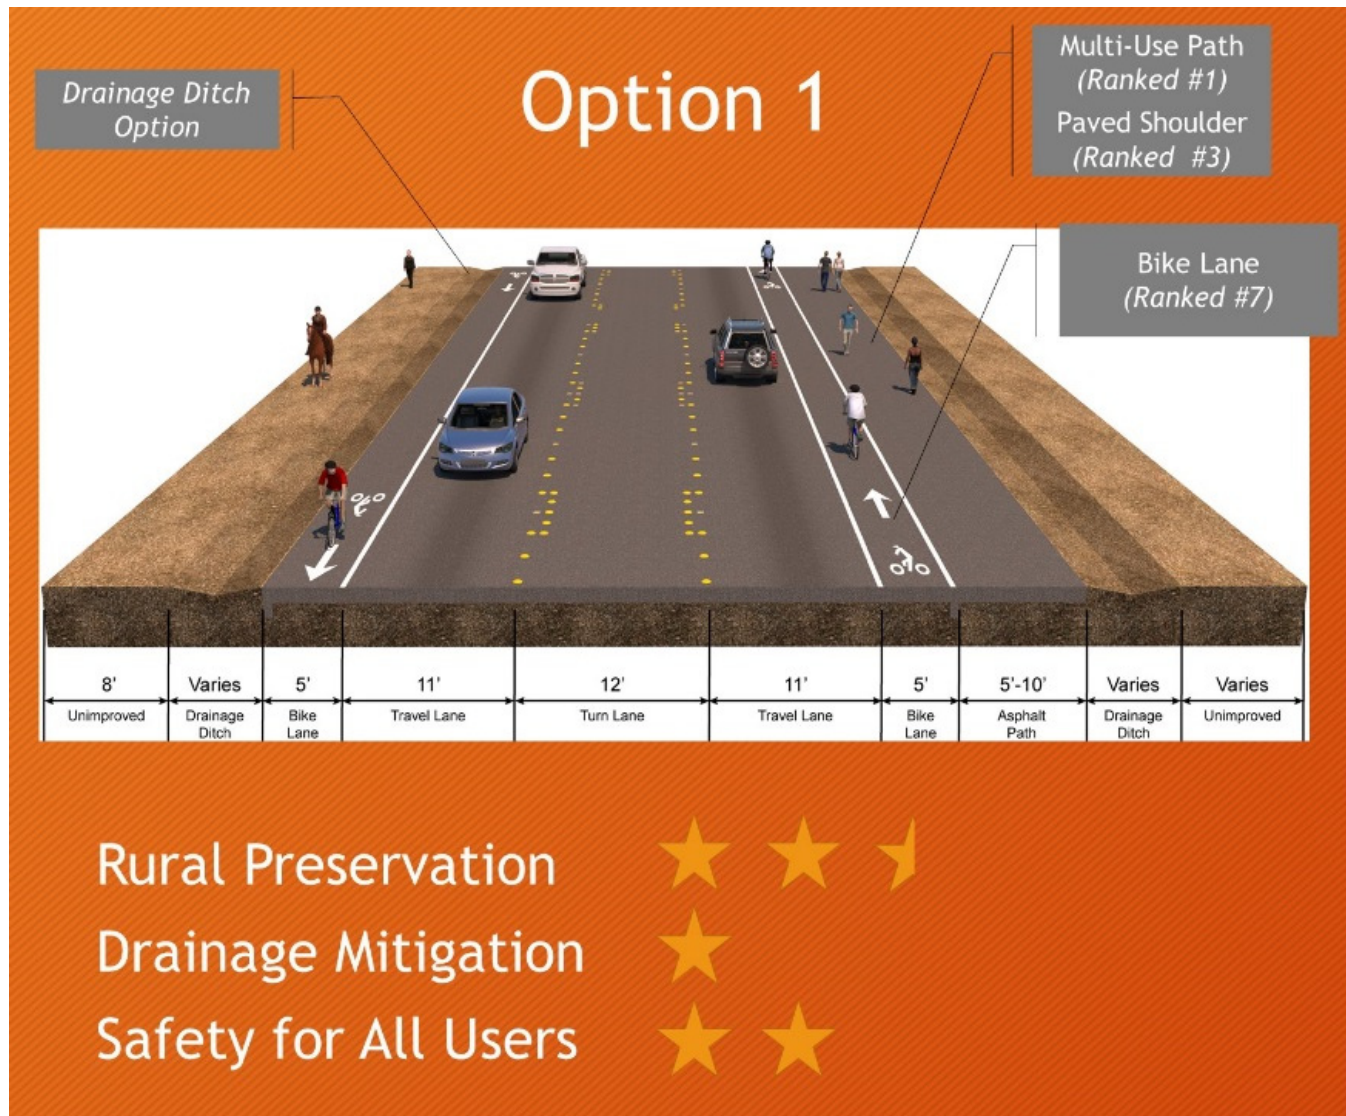 Option 1
Drainage Ditch
Option
Multi-Use Path
(Ranked #1)
Paved Shoulder
(Ranked #3)
Bike Lane
(Ranked #7)
8' Varies 5' 11' 12' 11' 5' 5'-10' Varies Varies
Unimproved Drainage Bike Travel Lane Turn Lane Travel Lane Bike Asphalt Drainage Unimproved
Ditch Lane Lane Path Ditch
Rural Preservation
Drainage Mitigation
Safety for All Users